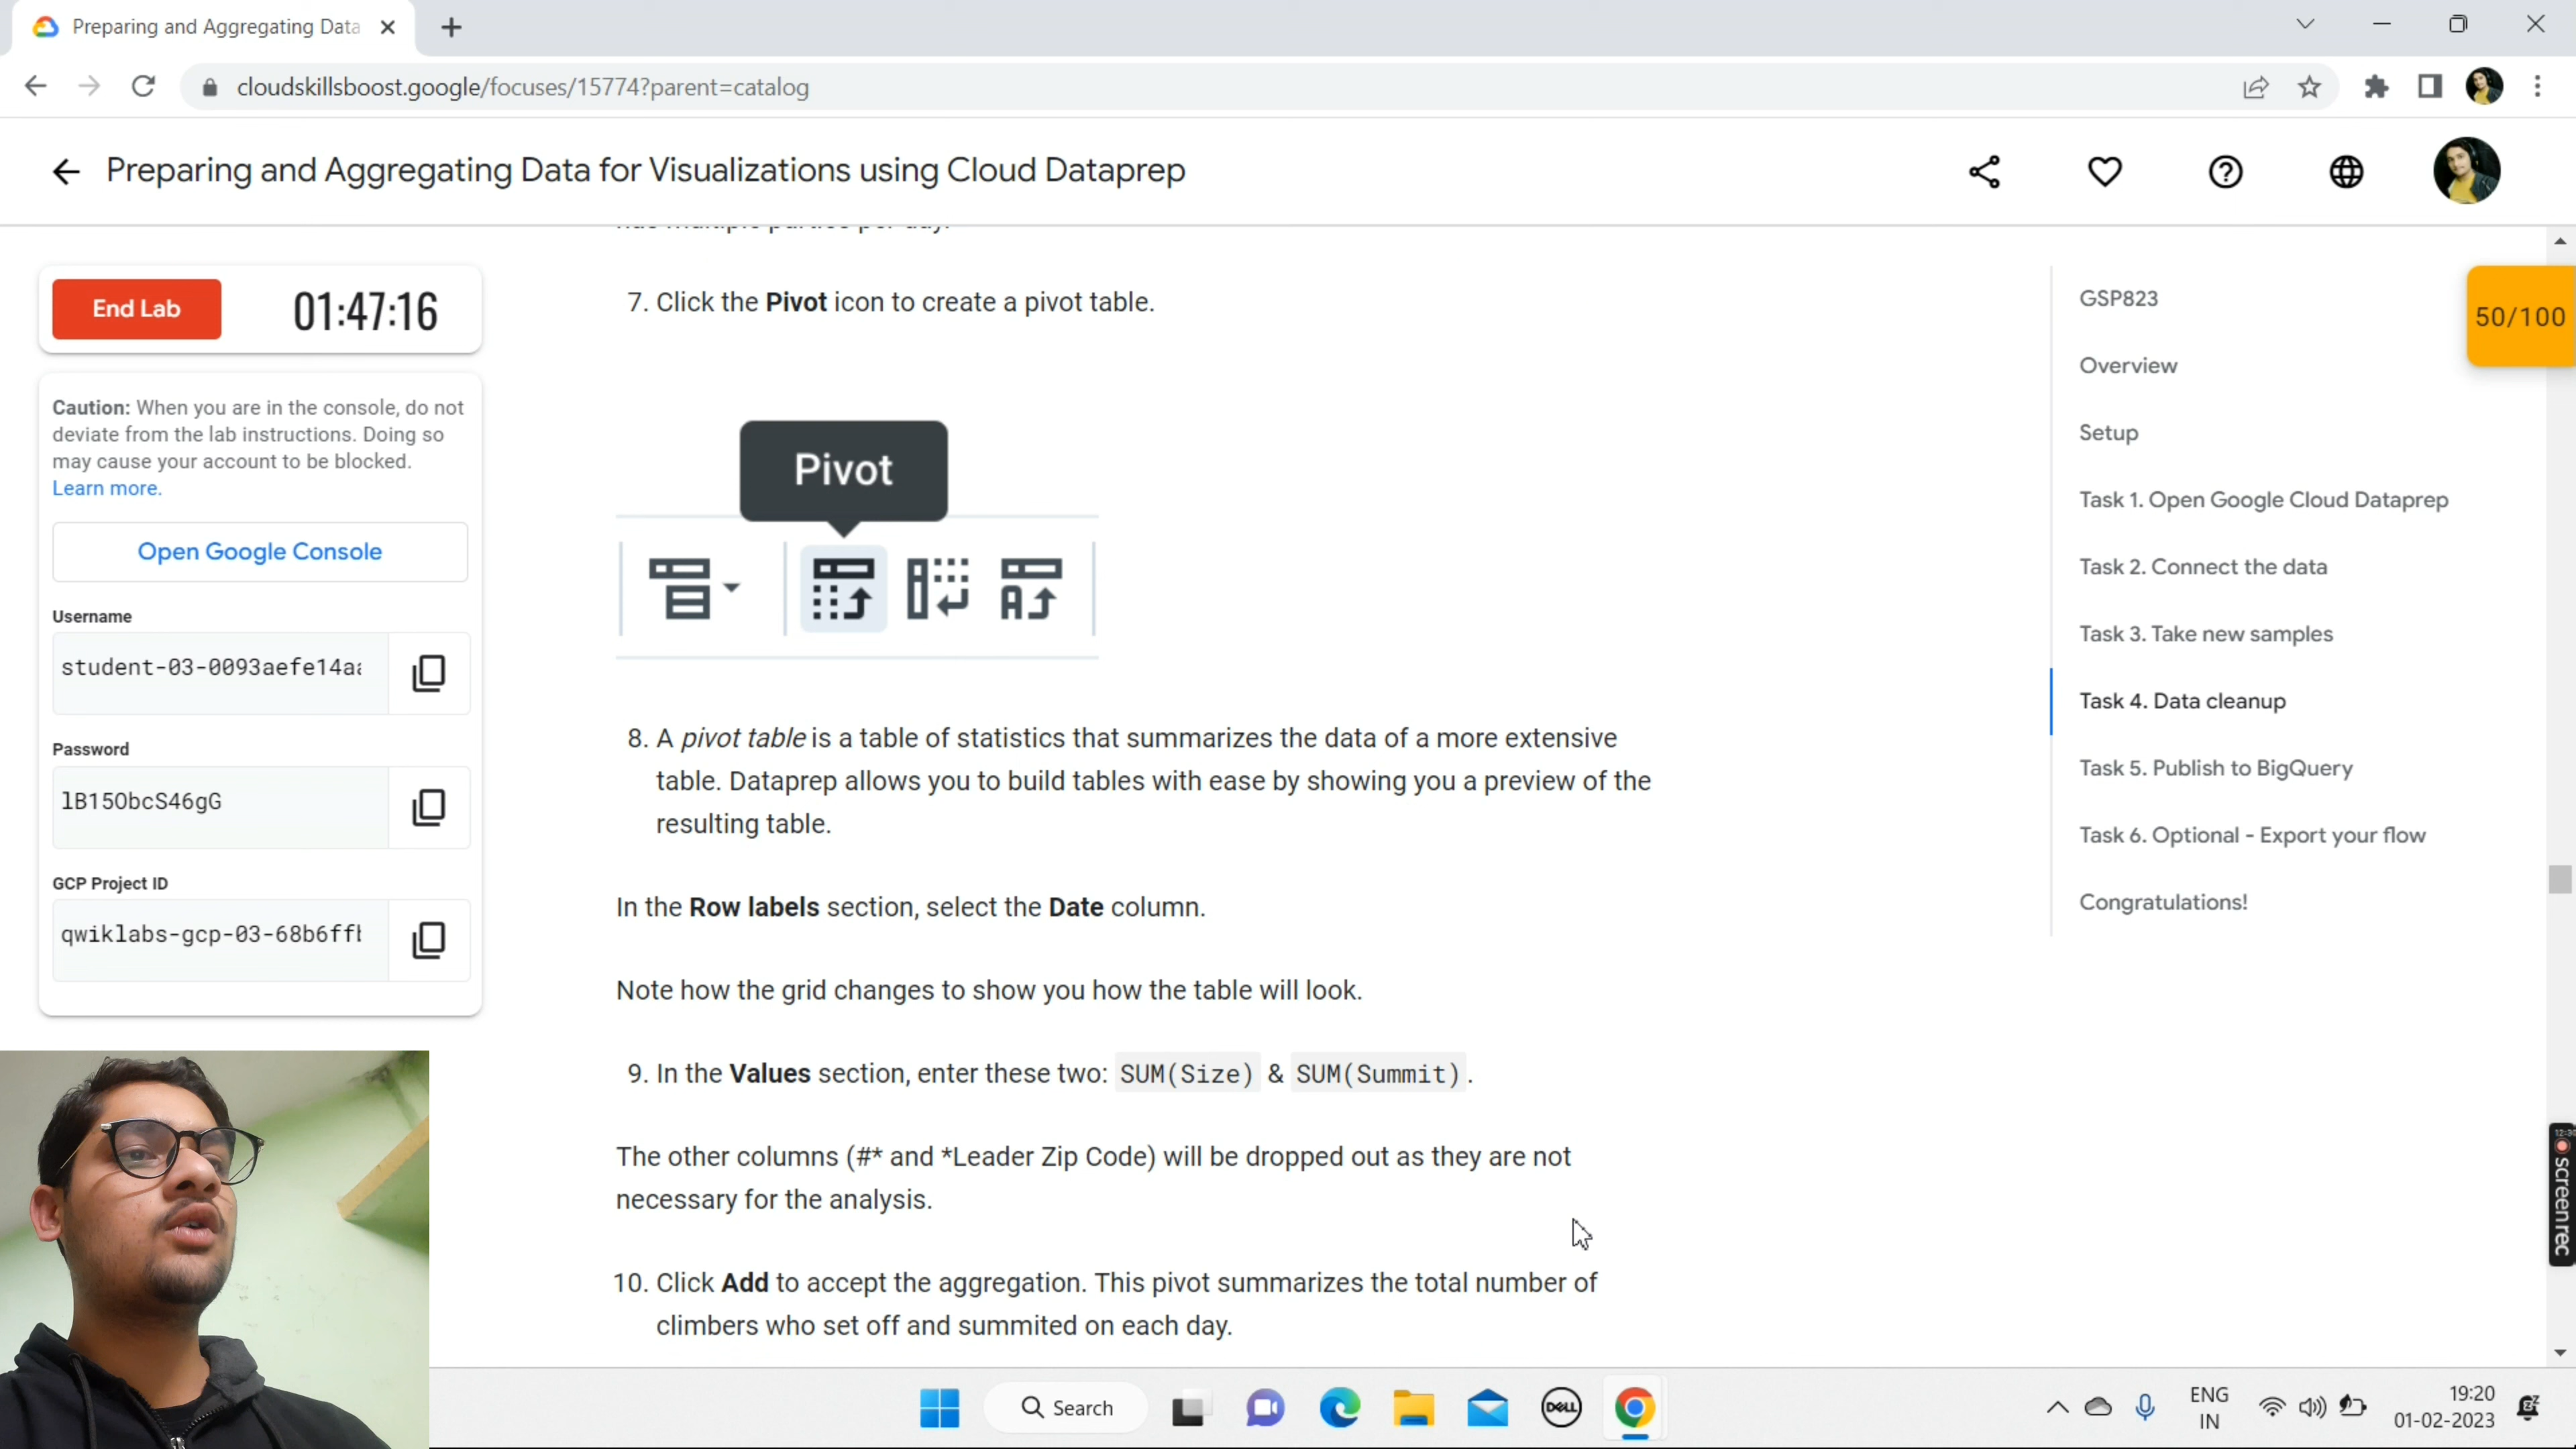 Preparing and Aggregating Data
cloudskillsboost.google/focuses/15774?parent=catalog
Preparing and Aggregating Data for Visualizations using Cloud Dataprep
End Lab
01:47:16
Caution: When you are in the console, do not
deviate from the lab instructions. Doing so
may cause your account to be blocked.
Learn more.
Open Google Console
Username
student-03-0093aefe14aa
Password
lB15ObcS46gG
GCP Project ID
qwiklabs-gcp-03-68b6ffb
7. Click the Pivot icon to create a pivot table.
Pivot
8. A pivot table is a table of statistics that summarizes the data of a more extensive
table. Dataprep allows you to build tables with ease by showing you a preview of the
resulting table.
In the Row labels section, select the Date column.
Note how the grid changes to show you how the table will look.
9. In the Values section, enter these two: SUM(Size) & SUM(Summit).
The other columns (#* and *Leader Zip Code) will be dropped out as they are not
necessary for the analysis.
10. Click Add to accept the aggregation. This pivot summarizes the total number of
climbers who set off and summited on each day.
GSP823
Overview
Setup
Task 1. Open Google Cloud Dataprep
Task 2. Connect the data
Task 3. Take new samples
Task 4. Data cleanup
Task 5. Publish to BigQuery
Task 6. Optional - Export your flow
Congratulations!
50/100
screenrec
Search
DELL
ENG
IN
19:20
01-02-2023